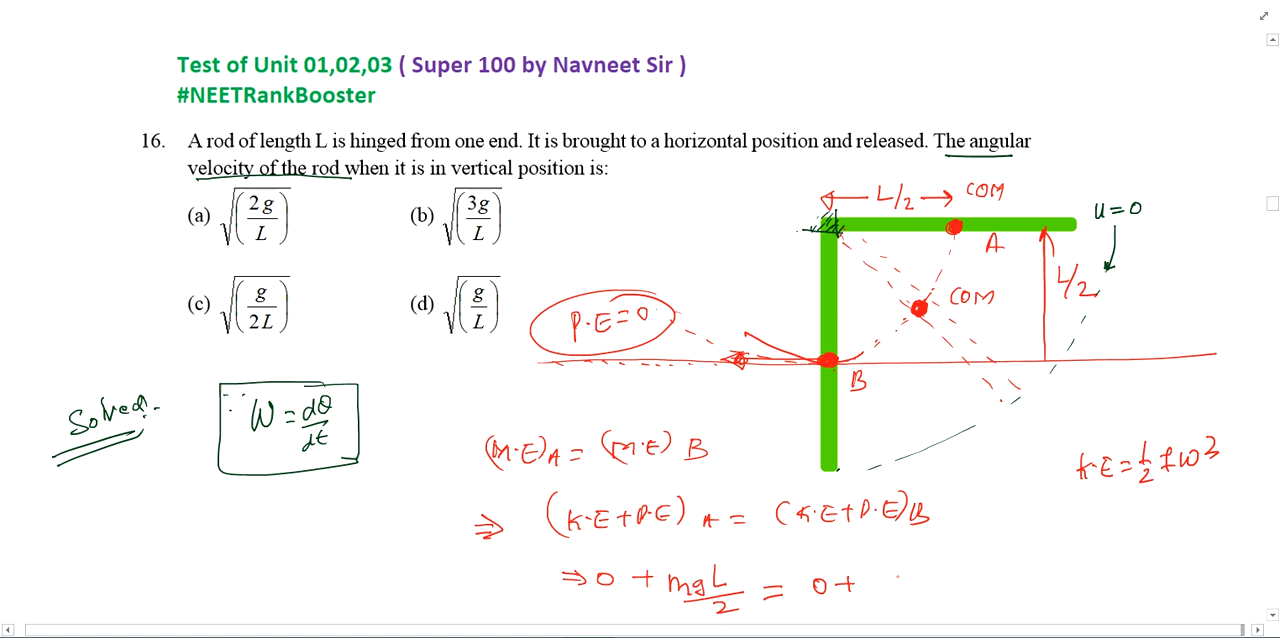 Test of Unit 01,02,03 ( Super 100 by Navneet Sir )
#NEETRankBooster
16. A rod of length L is hinged from one end. It is brought to a horizontal position and released. The angular
velocity of the rod when it is in vertical position is:
(a) √(2g/L) (b) √(3g/L)
(c) √(g/2L) (d) √(g/L)
L/2 COM
u=0
A
L/2
COM
P.E=0
B
Solved.
∵ W = dθ/dt
(M.E)A = (M.E) B
K.E = 1/2 Iω
⇒ (K.E+P.E) A = (K.E+P.E)B
⇒ 0 + mgL/2 = 0+